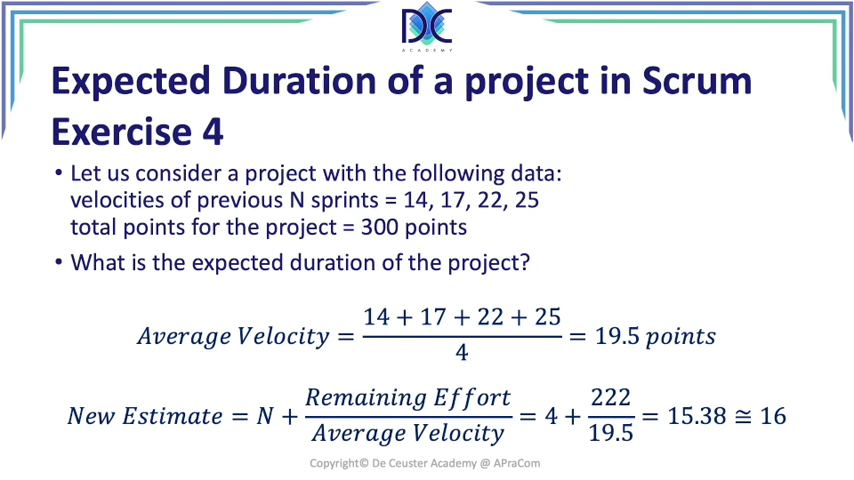 DC
ACADEMY
Expected Duration of a project in Scrum
Exercise 4
• Let us consider a project with the following data:
velocities of previous N sprints = 14, 17, 22, 25
total points for the project = 300 points
• What is the expected duration of the project?
Average Velocity = (14 + 17 + 22 + 25) / 4 = 19.5 points
New Estimate = N + Remaining Effort / Average Velocity = 4 + 222 / 19.5 = 15.38 ≅ 16
Copyright© De Ceuster Academy @ APraCom